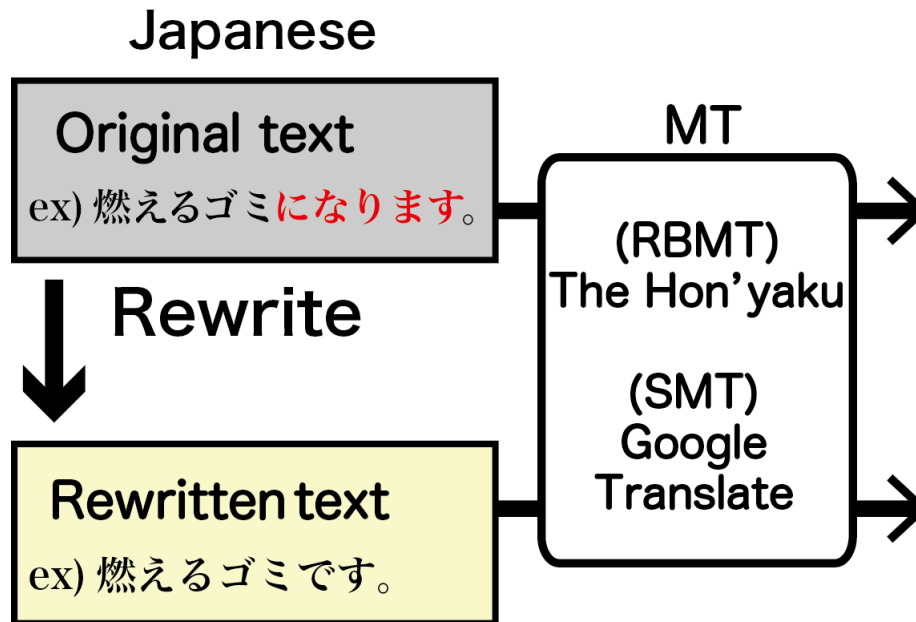 Japanese
Original text
ex) 燃えるゴミになります。
Rewrite
Rewritten text
ex) 燃えるゴミです。
MT
(RBMT)
The Hon’yaku
(SMT)
Google
Translate